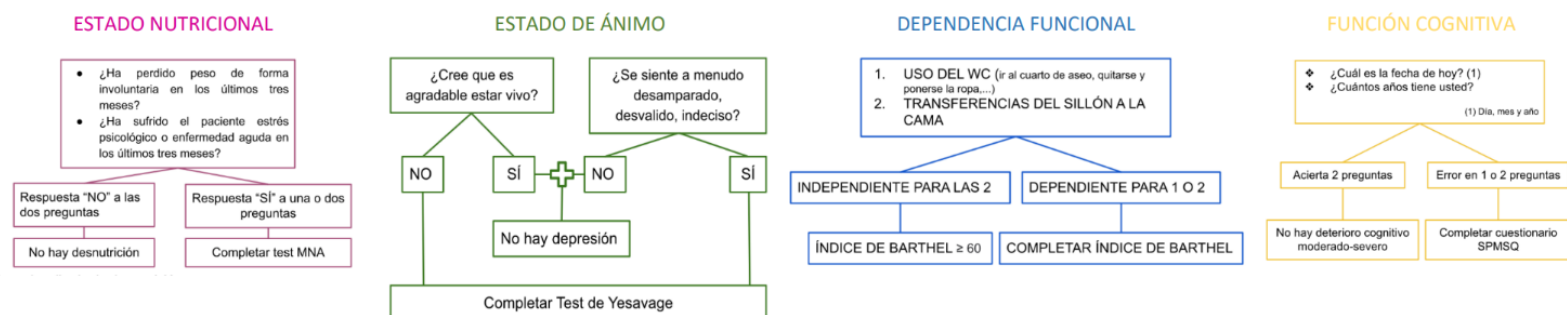 ESTADO NUTRICIONAL
● ¿Ha perdido peso de forma
involuntaria en los últimos tres
meses?
● ¿Ha sufrido el paciente estrés
psicológico o enfermedad aguda en
los últimos tres meses?
Respuesta “NO” a las
dos preguntas
Respuesta “SÍ” a una o dos
preguntas
No hay desnutrición
Completar test MNA
ESTADO DE ÁNIMO
¿Cree que es
agradable estar vivo?
¿Se siente a menudo
desamparado,
desvalido, indeciso?
NO
SÍ
NO
SÍ
No hay depresión
Completar Test de Yesavage
DEPENDENCIA FUNCIONAL
1. USO DEL WC (ir al cuarto de aseo, quitarse y
ponerse la ropa,...)
2. TRANSFERENCIAS DEL SILLÓN A LA
CAMA
INDEPENDIENTE PARA LAS 2
DEPENDIENTE PARA 1 O 2
ÍNDICE DE BARTHEL ≥ 60
COMPLETAR ÍNDICE DE BARTHEL
FUNCIÓN COGNITIVA
❖ ¿Cuál es la fecha de hoy? (1)
❖ ¿Cuántos años tiene usted?
(1) Día, mes y año
Acierta 2 preguntas
Error en 1 o 2 preguntas
No hay deterioro cognitivo
moderado-severo
Completar cuestionario
SPMSQ